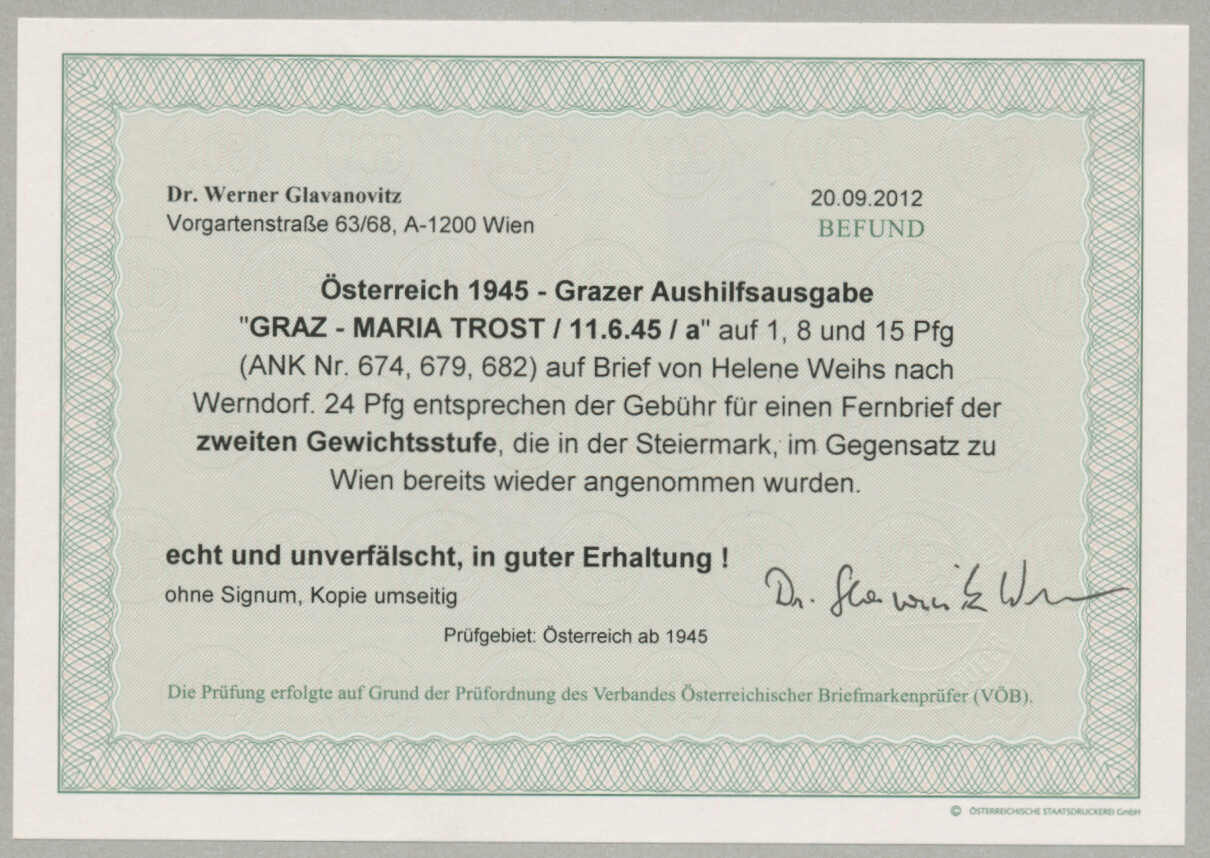 Dr. Werner Glavanovitz
Vorgartenstraße 63/68, A-1200 Wien
20.09.2012
BEFUND
Österreich 1945 - Grazer Aushilfsausgabe
"GRAZ - MARIA TROST / 11.6.45 / a" auf 1, 8 und 15 Pfg
(ANK Nr. 674, 679, 682) auf Brief von Helene Weihs nach
Werndorf. 24 Pfg entsprechen der Gebühr für einen Fernbrief der
zweiten Gewichtsstufe, die in der Steiermark, im Gegensatz zu
Wien bereits wieder angenommen wurden.
echt und unverfälscht, in guter Erhaltung !
ohne Signum, Kopie umseitig
Dr. Glavanovitz Wer
Prüfgebiet: Österreich ab 1945
Die Prüfung erfolgte auf Grund der Prüfordnung des Verbandes Österreichischer Briefmarkenprüfer (VÖB).
© ÖSTERREICHISCHE STAATSDRUCKEREI GmbH